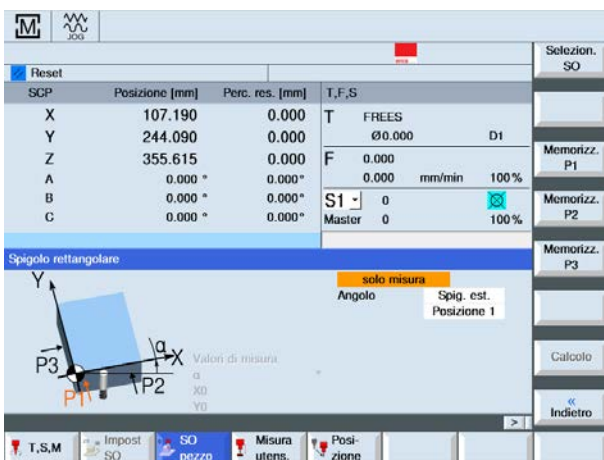 M
JOG
Selezion. SO
Reset
SCP Posizione [mm] Perc. res. [mm] T,F,S
X 107.190 0.000 T FREES
Y 244.090 0.000 Ø0.000 D1
Z 355.615 0.000 F 0.000
A 0.000 ° 0.000° 0.000 mm/min 100%
B 0.000 ° 0.000° S1 0
C 0.000 ° 0.000° Master 0 100%
Memorizz. P1
Memorizz. P2
Memorizz. P3
Spigolo rettangolare
solo misura
Angolo Spig. est.
Posizione 1
Y
α
X
P3
P1
P2
Valori di misura
α °
X0
Y0
Calcolo
«
Indietro
>
T,S,M
Impost SO
SO pezzo
Misura utens.
Posi-
zione